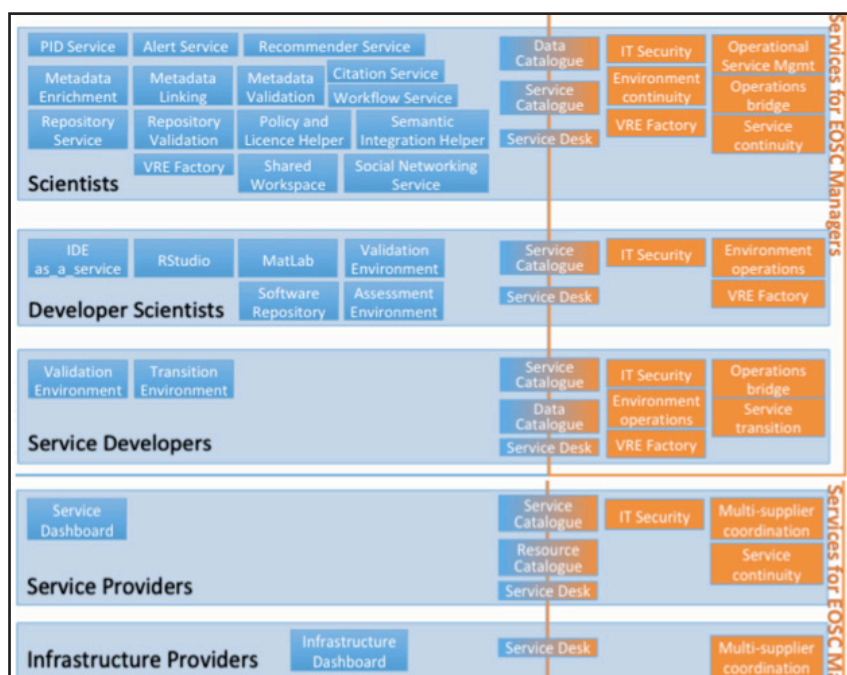 PID Service
Alert Service
Recommender Service
Metadata
Enrichment
Metadata
Linking
Metadata
Validation
Citation Service
Workflow Service
Repository
Service
Repository
Validation
Policy and
Licence Helper
Semantic
Integration Helper
VRE Factory
Shared
Workspace
Social Networking
Service
Scientists
Data
Catalogue
Service
Catalogue
Service Desk
IT Security
Environment
continuity
VRE Factory
Operational
Service Mgmt
Operations
bridge
Service
continuity
IDE
as_a_service
RStudio
MatLab
Validation
Environment
Software
Repository
Assessment
Environment
Developer Scientists
Service
Catalogue
Service Desk
IT Security
Environment
operations
VRE Factory
Validation
Environment
Transition
Environment
Service Developers
Service
Catalogue
Data
Catalogue
Service Desk
IT Security
Environment
operations
VRE Factory
Operations
bridge
Service
transition
Services for EOSC Managers
Service
Dashboard
Service Providers
Service
Catalogue
Resource
Catalogue
Service Desk
IT Security
Multi-supplier
coordination
Service
continuity
Infrastructure Providers
Infrastructure
Dashboard
Service Desk
Multi-supplier
coordination
Services for EOSC M